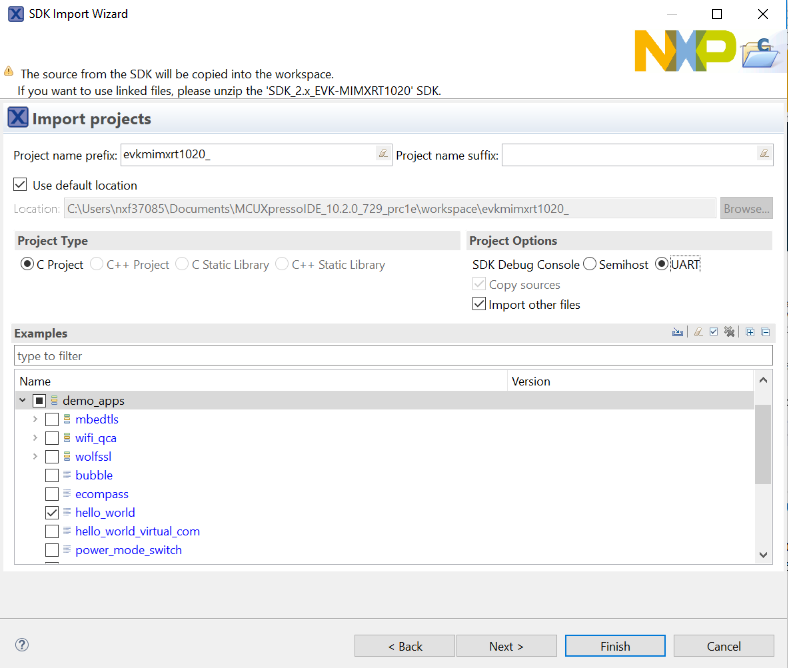 SDK Import Wizard
NXP
The source from the SDK will be copied into the workspace.
If you want to use linked files, please unzip the 'SDK_2.x_EVK-MIMXRT1020' SDK.
Import projects
Project name prefix: evkmimxrt1020_ Project name suffix:
Use default location
Location: C:\Users\nxf37085\Documents\MCUXpressoIDE_10.2.0_729_prc1e\workspace\evkmimxrt1020_ Browse...
Project Type Project Options
C Project C++ Project C Static Library C++ Static Library SDK Debug Console Semihost UART
Copy sources
Import other files
Examples
type to filter
Name Version
demo_apps
mbedtls
wifi_qca
wolfssl
bubble
ecompass
hello_world
hello_world_virtual_com
power_mode_switch
< Back Next > Finish Cancel